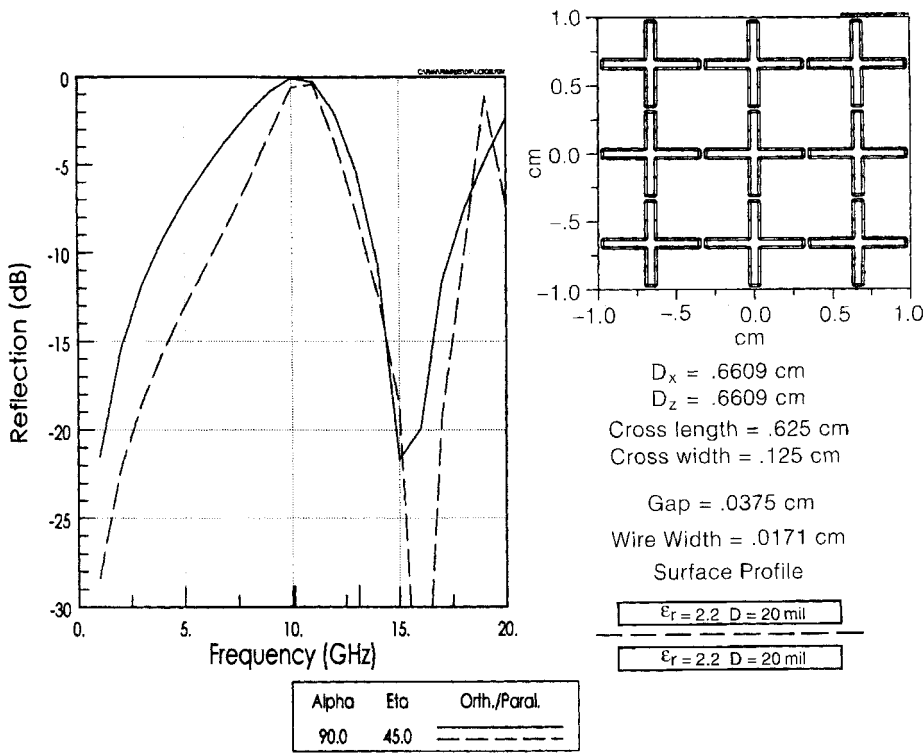 0
-5
-10
-15
-20
-25
-30
Reflection (dB)
0. 5. 10. 15. 20.
Frequency (GHz)
Alpha Eta Orth./Paral.
90.0 45.0
1.0
0.5
0.0
-.5
-1.0
cm
-1.0 -.5 0.0 0.5 1.0
cm
Dx = .6609 cm
Dz = .6609 cm
Cross length = .625 cm
Cross width = .125 cm
Gap = .0375 cm
Wire Width = .0171 cm
Surface Profile
εr = 2.2 D = 20 mil
εr = 2.2 D = 20 mil